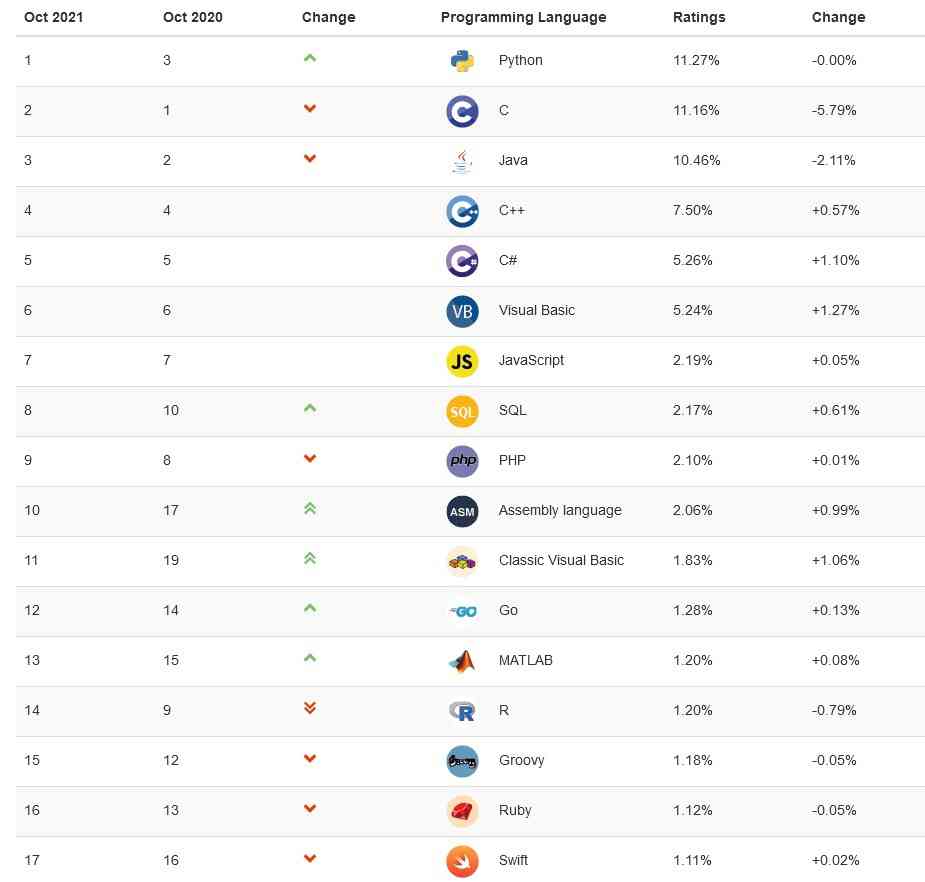 Oct 2021 Oct 2020 Change Programming Language Ratings Change
1 3 Python 11.27% -0.00%
2 1 C C 11.16% -5.79%
3 2 Java Java 10.46% -2.11%
4 4 C++ C++ 7.50% +0.57%
5 5 C# C# 5.26% +1.10%
6 6 VB Visual Basic 5.24% +1.27%
7 7 JS JavaScript 2.19% +0.05%
8 10 SQL SQL 2.17% +0.61%
9 8 php PHP 2.10% +0.01%
10 17 ASM Assembly language 2.06% +0.99%
11 19 Classic Visual Basic 1.83% +1.06%
12 14 GO Go 1.28% +0.13%
13 15 MATLAB 1.20% +0.08%
14 9 R R 1.20% -0.79%
15 12 Groovy 1.18% -0.05%
16 13 Ruby 1.12% -0.05%
17 16 Swift 1.11% +0.02%